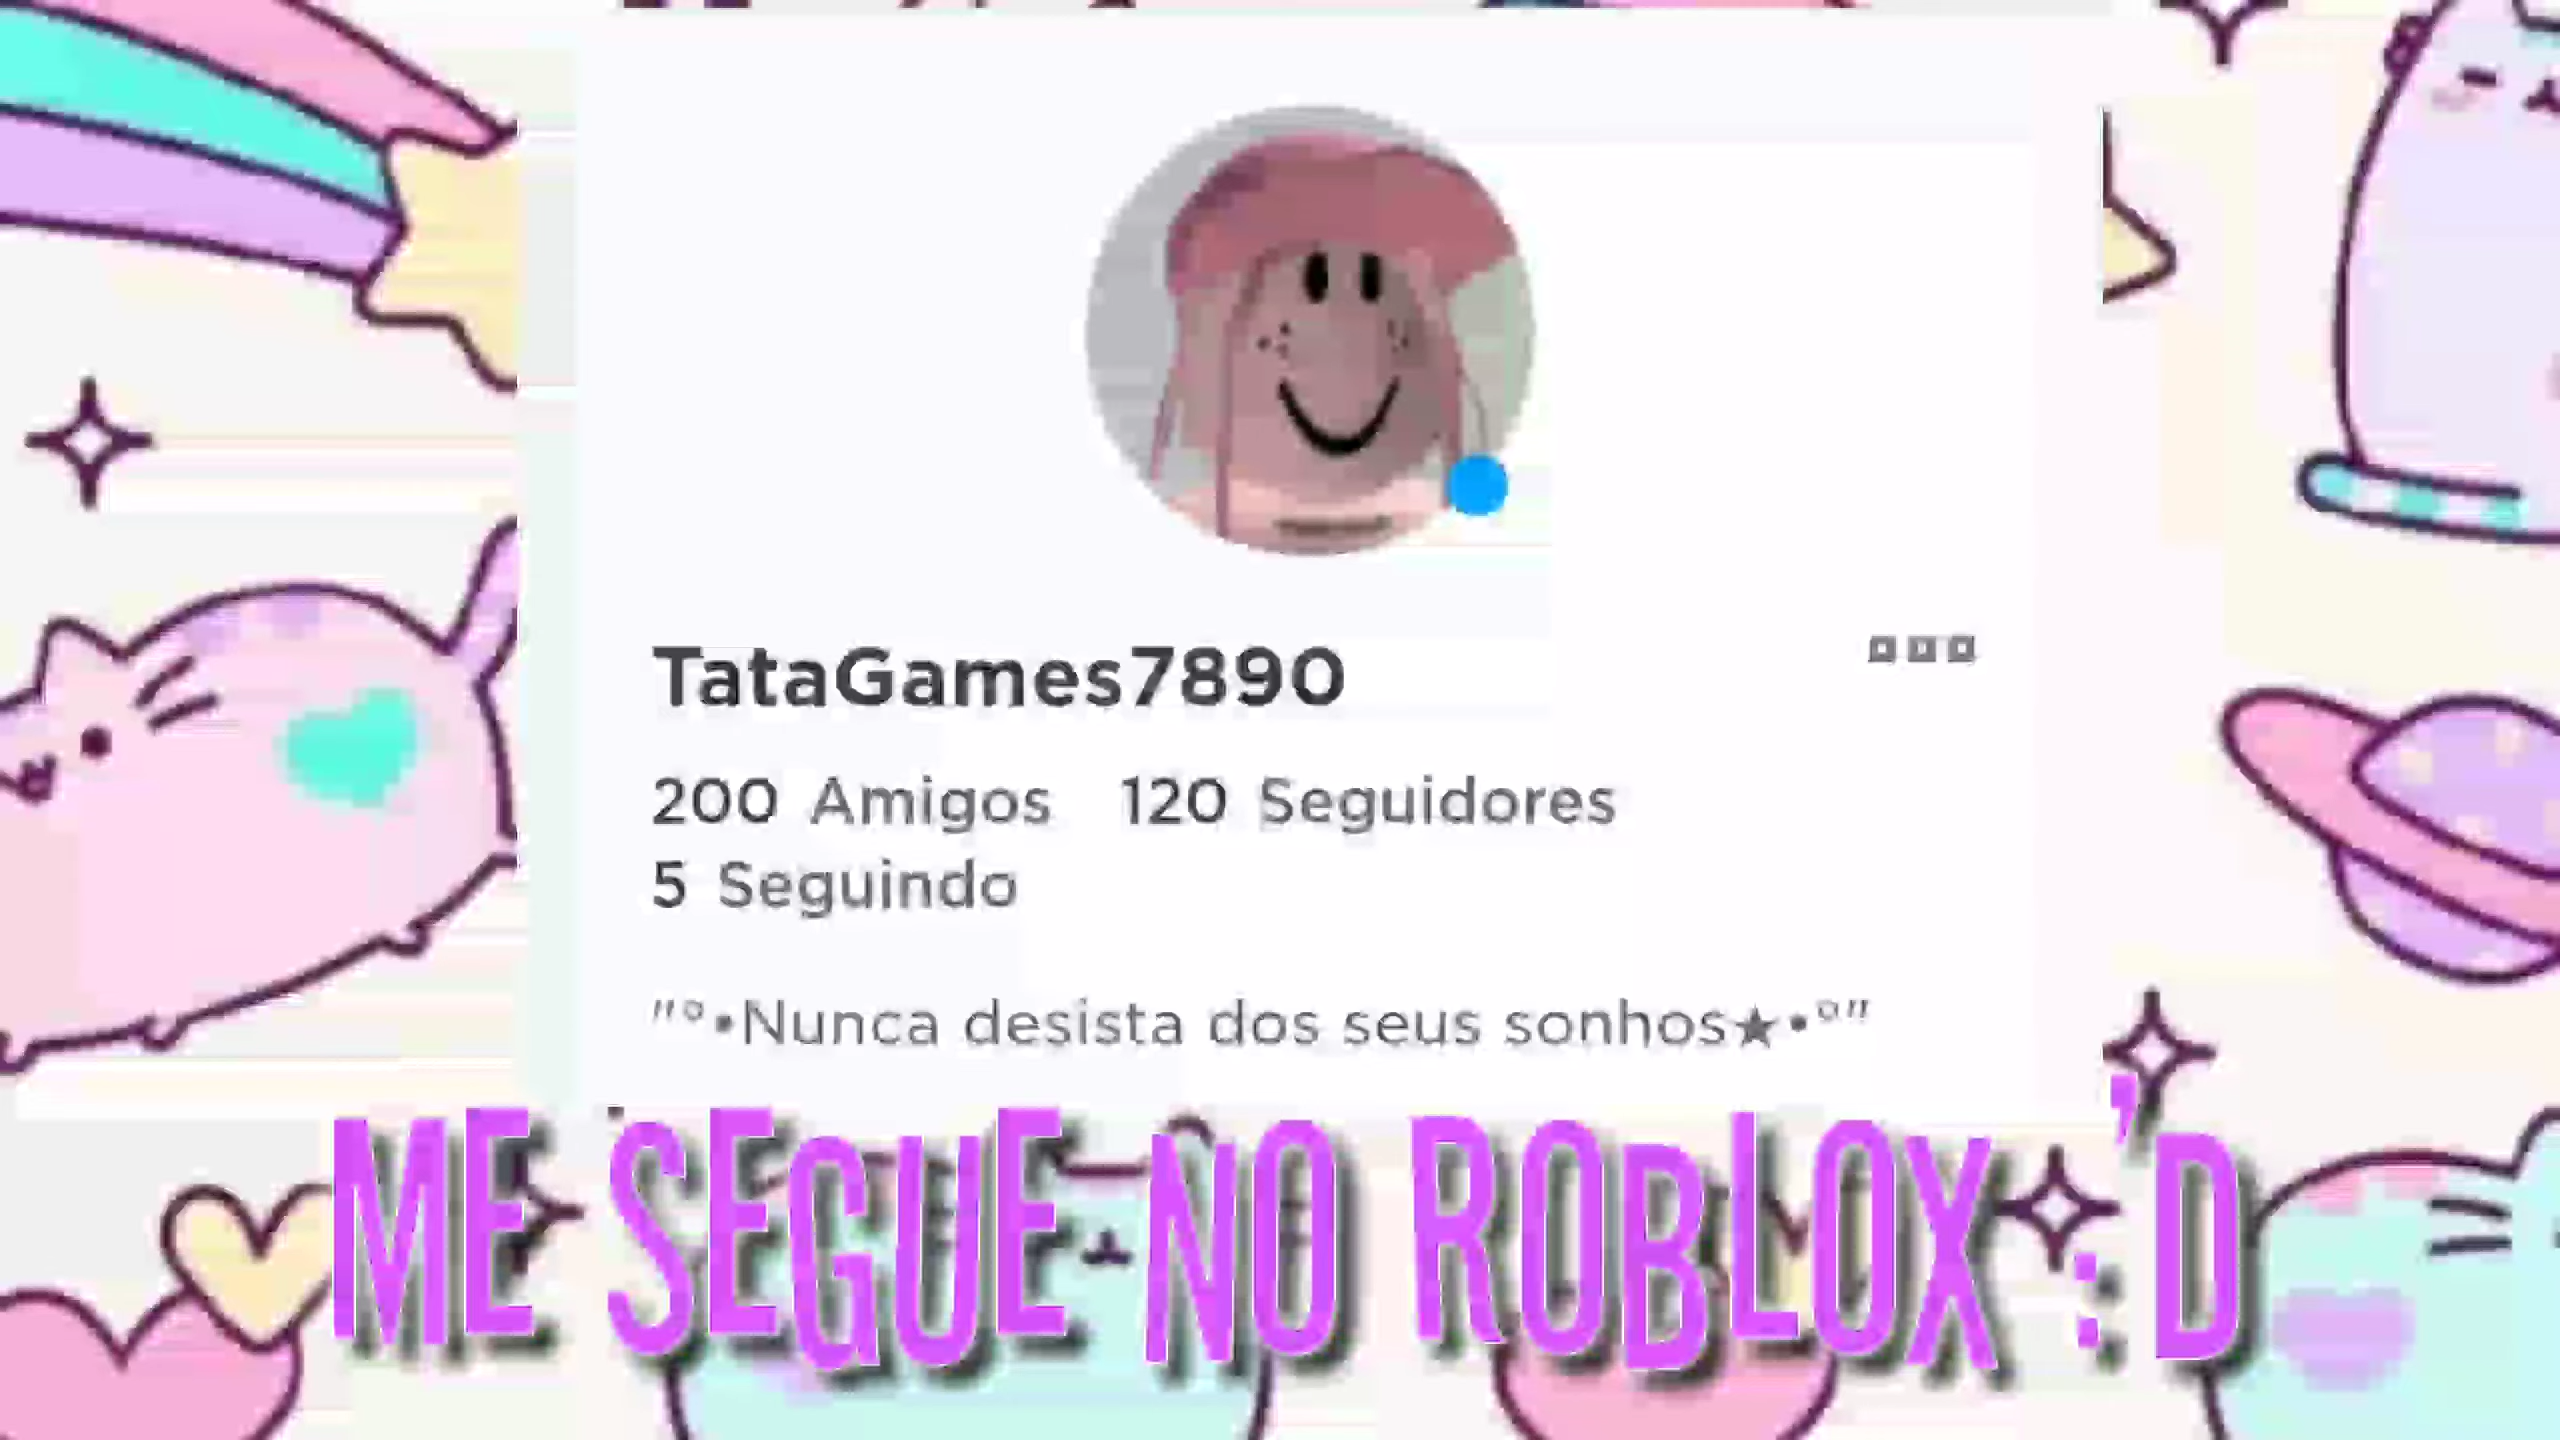 TataGames7890
200 Amigos 120 Seguidores
5 Seguindo
"°•Nunca desista dos seus sonhos★•°"
ME SEGUE NO ROBLOX :'D